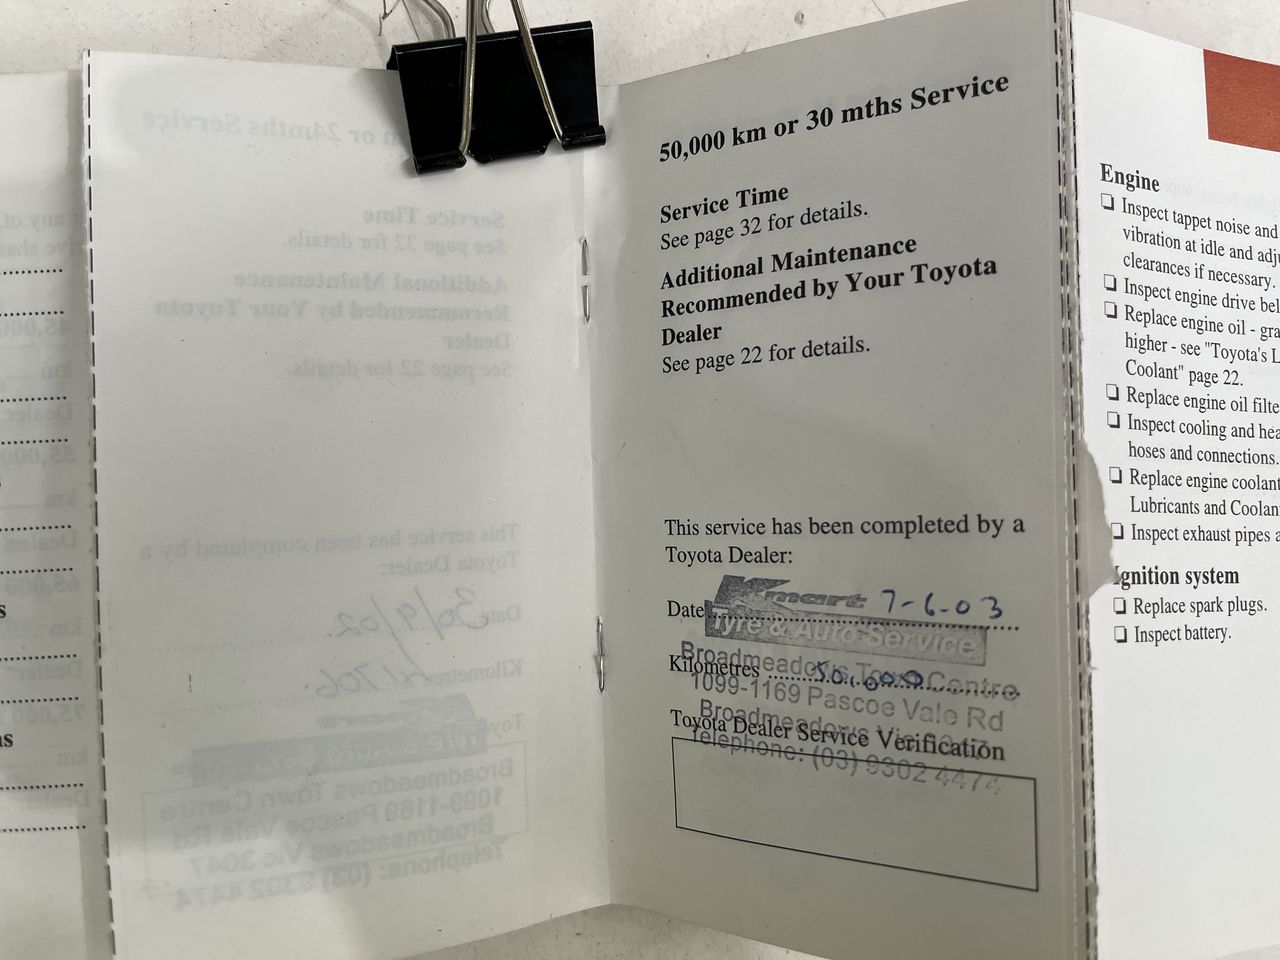 50,000 km or 30 mths Service
Service Time
See page 32 for details.
Additional Maintenance
Recommended by Your Toyota
Dealer
See page 22 for details.
This service has been completed by a
Toyota Dealer:
Kmart
Date 7-6-03
Tyre & Auto Service
Broadmeadows Town Centre
Kilometres 50,000
1099-1169 Pascoe Vale Rd
Broadmeadows Vic 3047
Toyota Dealer Service Verification
Telephone: (03) 9302 4474
Engine
Inspect tappet noise and
vibration at idle and adju
clearances if necessary.
Inspect engine drive bel
Replace engine oil - gra
higher - see "Toyota's L
Coolant" page 22.
Replace engine oil filte
Inspect cooling and hea
hoses and connections.
Replace engine coolant
Lubricants and Coolan
Inspect exhaust pipes a
Ignition system
Replace spark plugs.
Inspect battery.